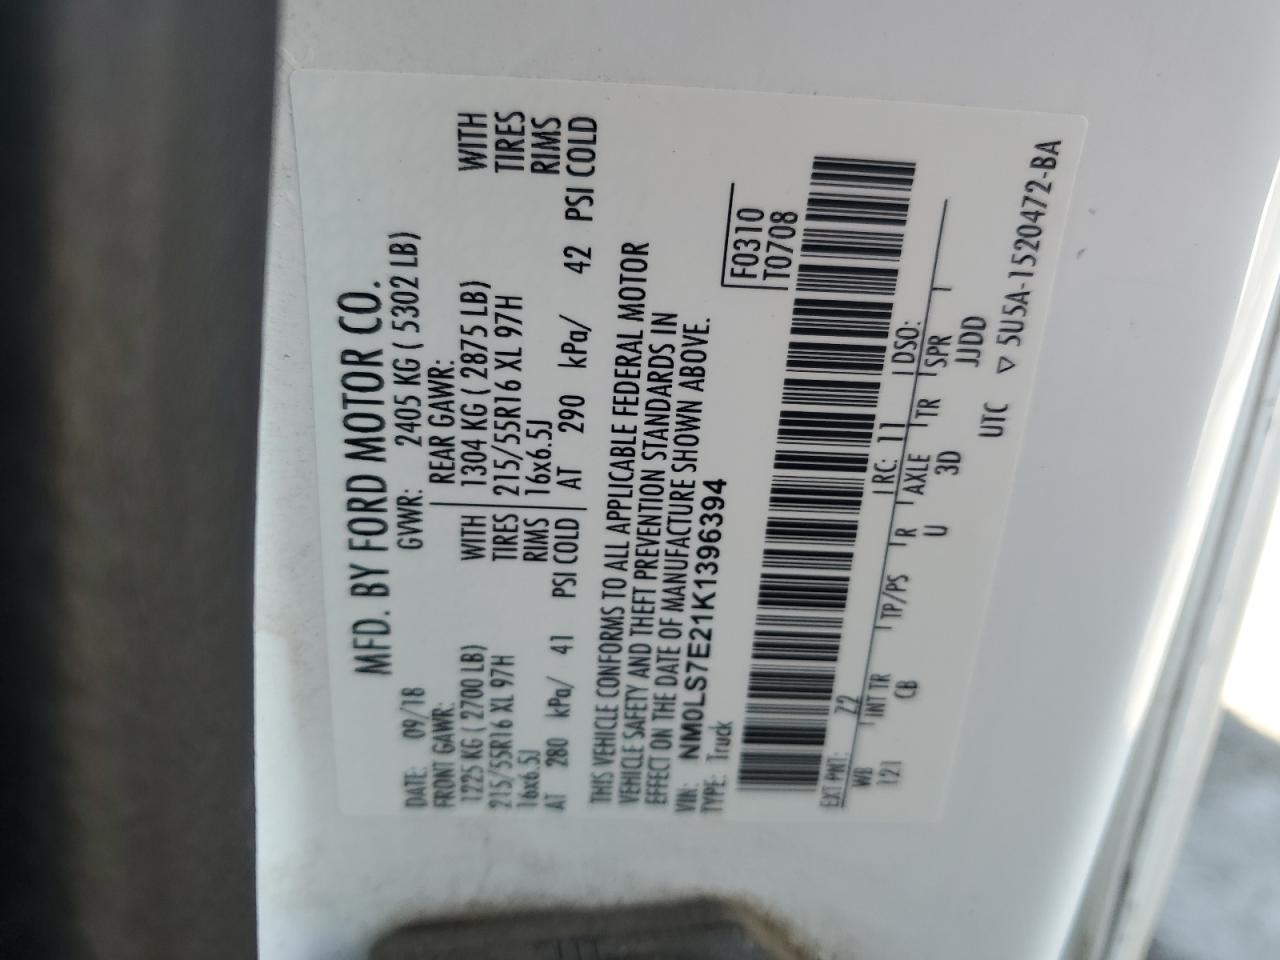 MFD. BY FORD MOTOR CO.
DATE: 09/18 GVWR: 2405 KG ( 5302 LB)
FRONT GAWR: REAR GAWR:
1225 KG ( 2700 LB) WITH 1304 KG ( 2875 LB) WITH
215/55R16 XL 97H TIRES 215/55R16 XL 97H TIRES
16x6.5J RIMS 16x6.5J RIMS
AT 280 kPa/ 41 PSI COLD AT 290 kPa/ 42 PSI COLD
THIS VEHICLE CONFORMS TO ALL APPLICABLE FEDERAL MOTOR
VEHICLE SAFETY AND THEFT PREVENTION STANDARDS IN
EFFECT ON THE DATE OF MANUFACTURE SHOWN ABOVE.
VIN: NM0LS7E21K1396394
TYPE: Truck
F0310
T0708
EXT PNT: Z2 RC: 11 DSO:
WB INT TR TP/PS R AXLE TR SPR
121 CB U 3D JJDD
UTC ▽ 5U5A-1520472-BA